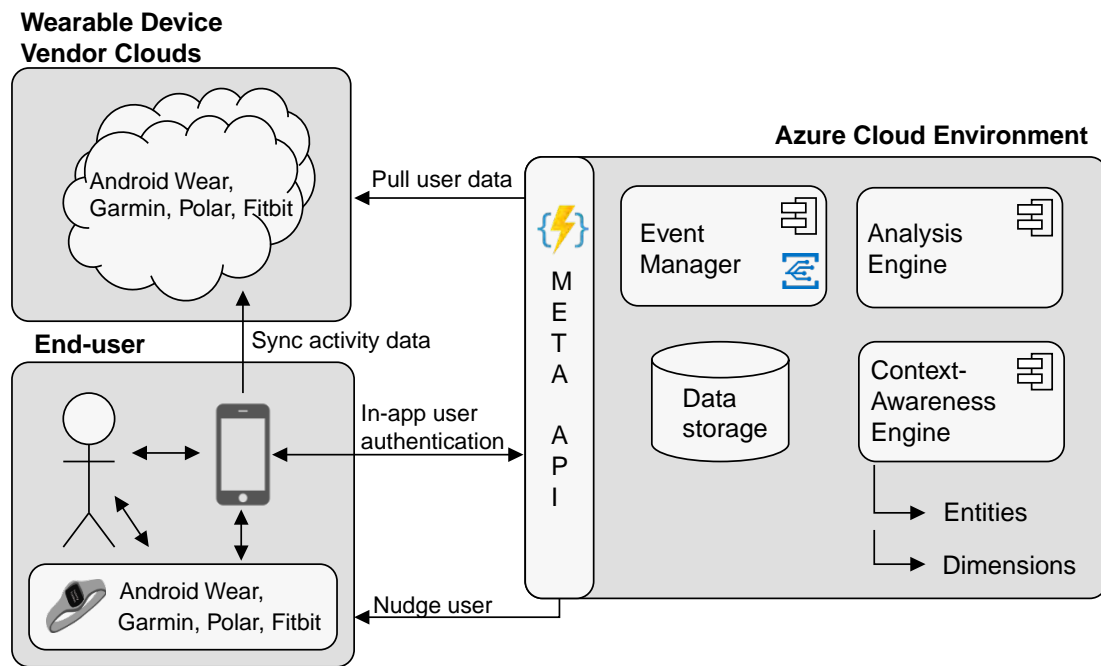 Wearable Device
Vendor Clouds
Android Wear,
Garmin, Polar, Fitbit
Pull user data
Sync activity data
End-user
In-app user
authentication
Android Wear,
Garmin, Polar, Fitbit
Nudge user
Azure Cloud Environment
META API
Event
Manager
Analysis
Engine
Data
storage
Context-
Awareness
Engine
Entities
Dimensions